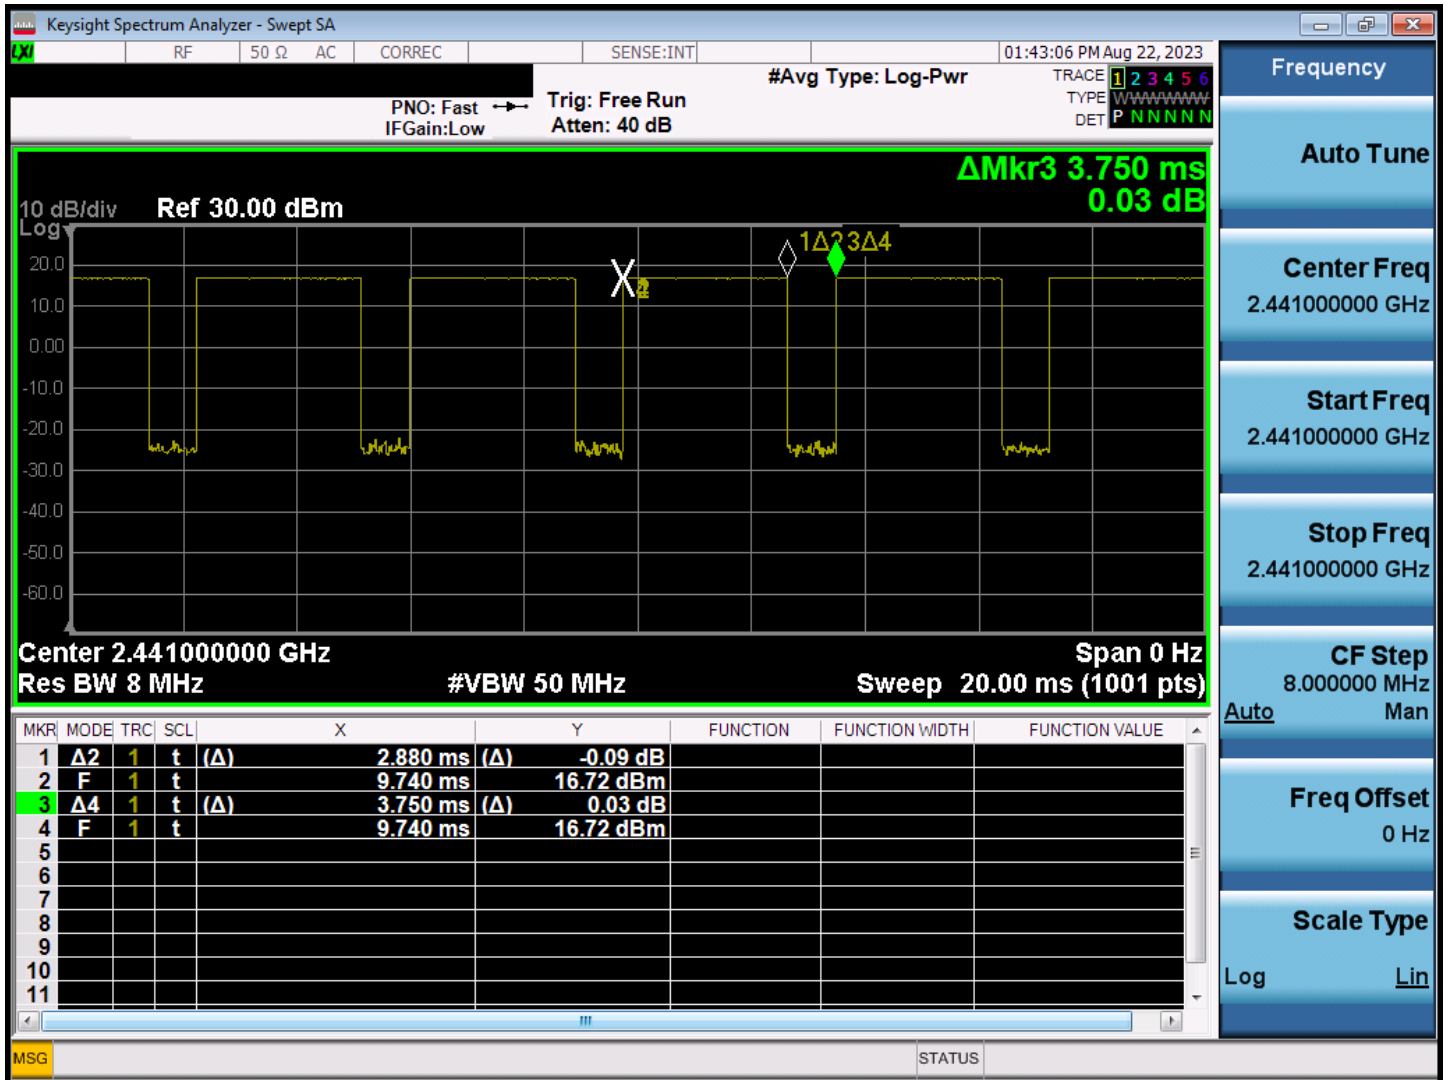 Keysight Spectrum Analyzer - Swept SA
LXI RF 50 Ω AC CORREC SENSE:INT 01:43:06 PM Aug 22, 2023
#Avg Type: Log-Pwr
TRACE 1 2 3 4 5 6
TYPE WWWWWW
DET P N N N N N
PNO: Fast
IFGain:Low
Trig: Free Run
Atten: 40 dB
ΔMkr3 3.750 ms
0.03 dB
10 dB/div Ref 30.00 dBm
Log
1Δ2 3Δ4
20.0
10.0
0.00
-10.0
-20.0
-30.0
-40.0
-50.0
-60.0
Center 2.441000000 GHz Span 0 Hz
Res BW 8 MHz #VBW 50 MHz Sweep 20.00 ms (1001 pts)
MKR MODE TRC SCL X Y FUNCTION FUNCTION WIDTH FUNCTION VALUE
1 Δ2 1 t (Δ) 2.880 ms (Δ) -0.09 dB
2 F 1 t 9.740 ms 16.72 dBm
3 Δ4 1 t (Δ) 3.750 ms (Δ) 0.03 dB
4 F 1 t 9.740 ms 16.72 dBm
5
6
7
8
9
10
11
MSG STATUS
Frequency
Auto Tune
Center Freq
2.441000000 GHz
Start Freq
2.441000000 GHz
Stop Freq
2.441000000 GHz
CF Step
8.000000 MHz
Auto Man
Freq Offset
0 Hz
Scale Type
Log Lin